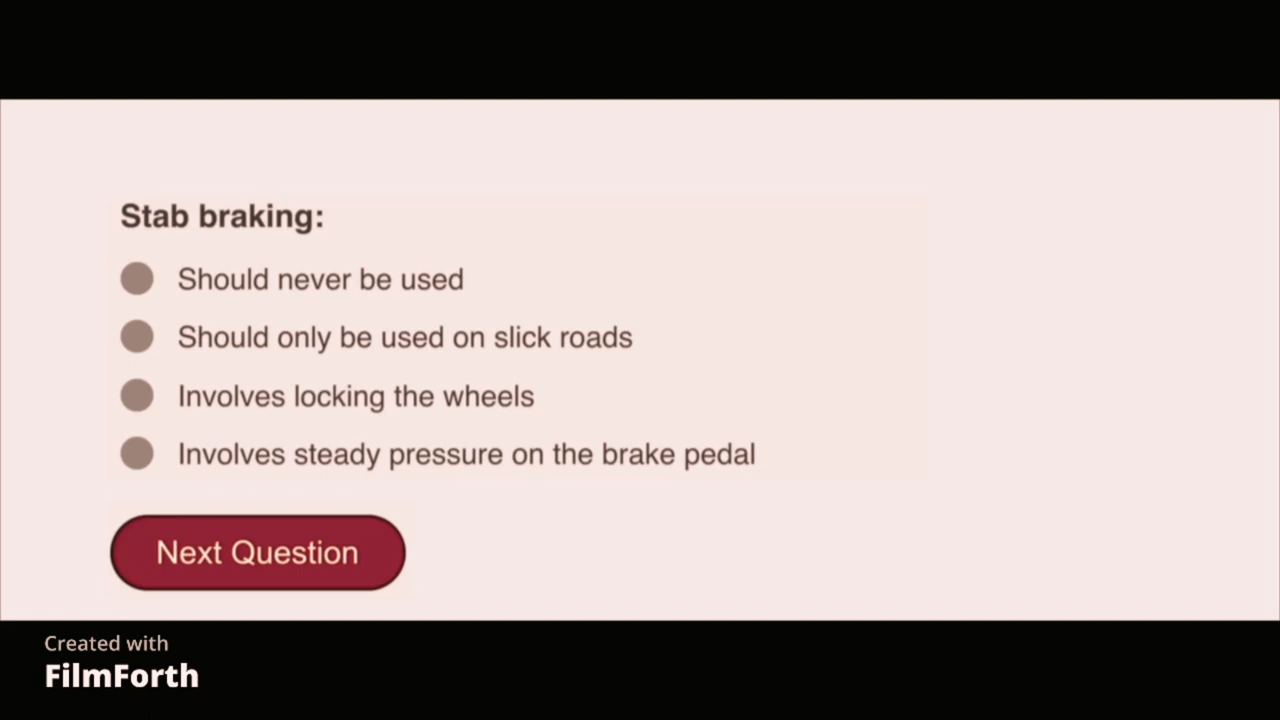 Stab braking:
Should never be used
Should only be used on slick roads
Involves locking the wheels
Involves steady pressure on the brake pedal
Next Question
Created with
FilmForth